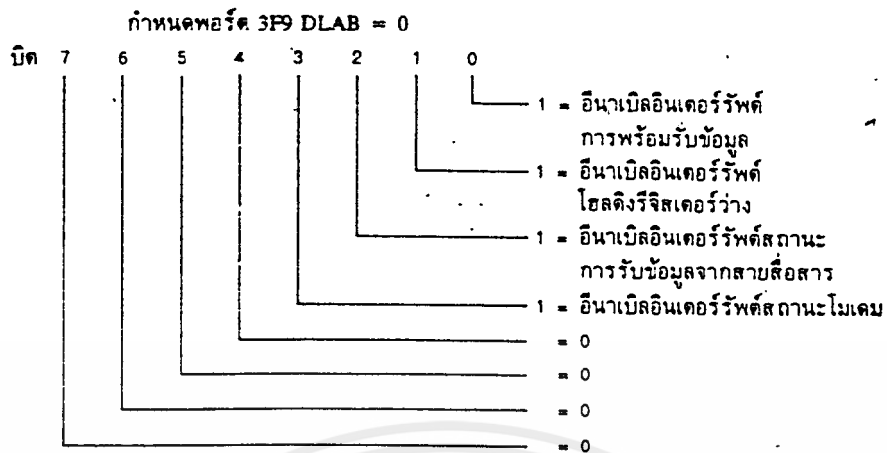 กำหนดพอร์ต 3F9 DLAB = 0
บิต 7 6 5 4 3 2 1 0
1 = อีนาเบิลอินเตอร์รัพต์
การพร้อมรับข้อมูล
1 = อีนาเบิลอินเตอร์รัพต์
โฮลดิงรีจิสเตอร์ว่าง
1 = อีนาเบิลอินเตอร์รัพต์สถานะ
การรับข้อมูลจากสายสื่อสาร
1 = อีนาเบิลอินเตอร์รัพต์สถานะโมเดม
= 0
= 0
= 0
= 0